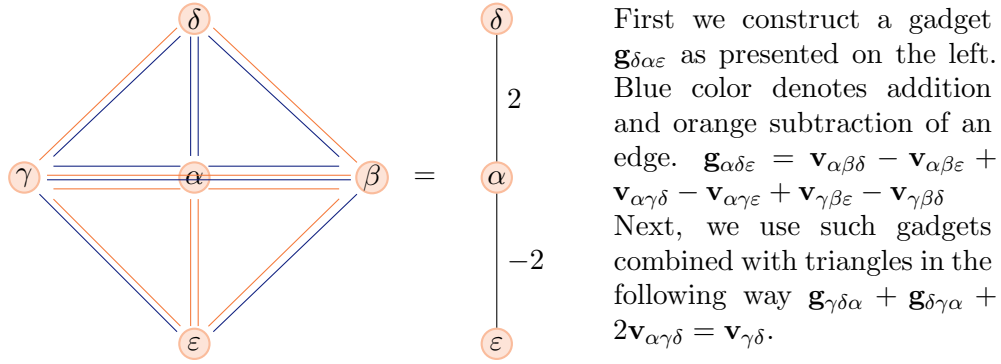 δ
γ α β
ε
=
δ
2
α
−2
ε
First we construct a gadget
g_{δαε} as presented on the left.
Blue color denotes addition
and orange subtraction of an
edge. g_{αδε} = v_{αβδ} − v_{αβε} +
v_{αγδ} − v_{αγε} + v_{γβε} − v_{γβδ}
Next, we use such gadgets
combined with triangles in the
following way g_{γδα} + g_{δγα} +
2v_{αγδ} = v_{γδ}.